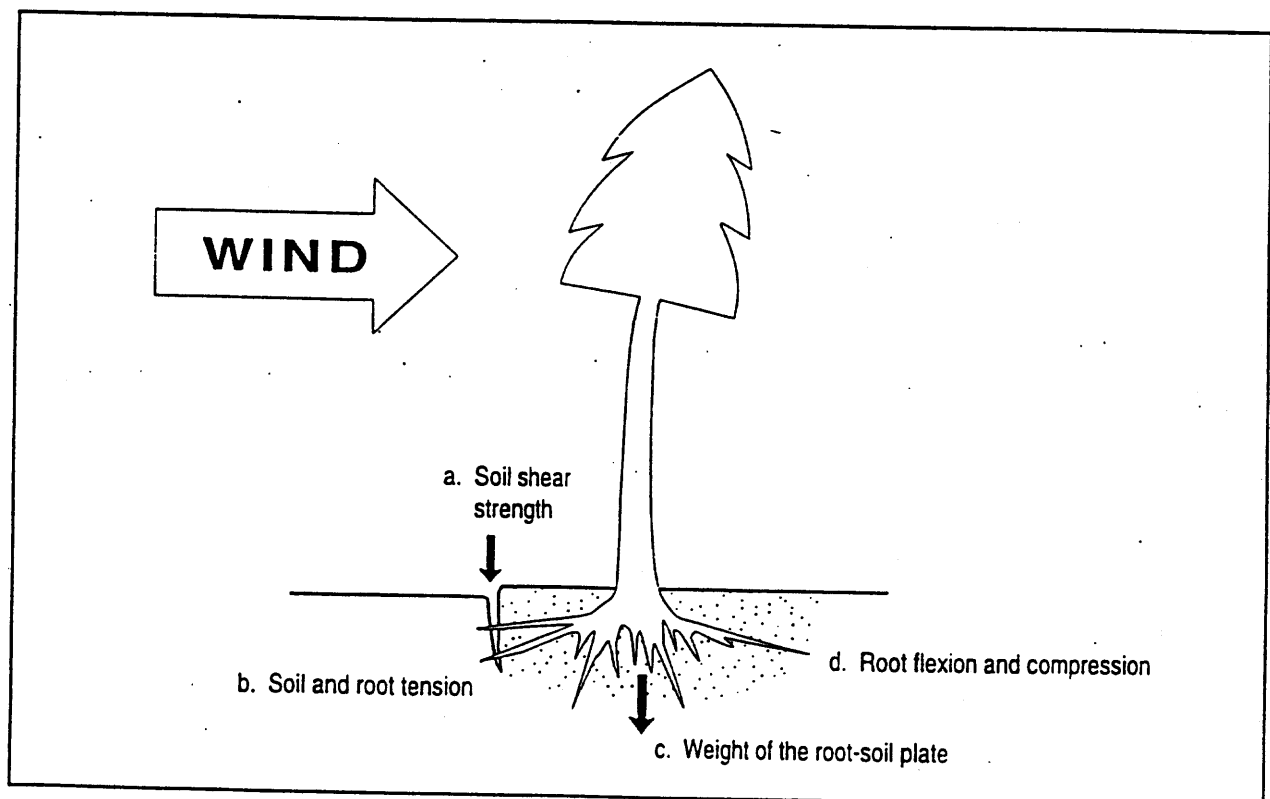 WIND
a. Soil shear
strength
b. Soil and root tension
d. Root flexion and compression
c. Weight of the root-soil plate